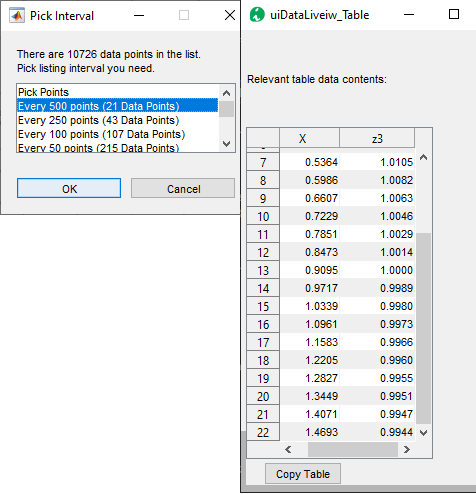 Pick Interval
There are 10726 data points in the list.
Pick listing interval you need.
Pick Points
Every 500 points (21 Data Points)
Every 250 points (43 Data Points)
Every 100 points (107 Data Points)
Every 50 points (215 Data Points)
OK Cancel
uiDataLiveiw_Table
Relevant table data contents:
X z3
7 0.5364 1.0105
8 0.5986 1.0082
9 0.6607 1.0063
10 0.7229 1.0046
11 0.7851 1.0029
12 0.8473 1.0014
13 0.9095 1.0000
14 0.9717 0.9989
15 1.0339 0.9980
16 1.0961 0.9973
17 1.1583 0.9966
18 1.2205 0.9960
19 1.2827 0.9955
20 1.3449 0.9951
21 1.4071 0.9947
22 1.4693 0.9944
Copy Table